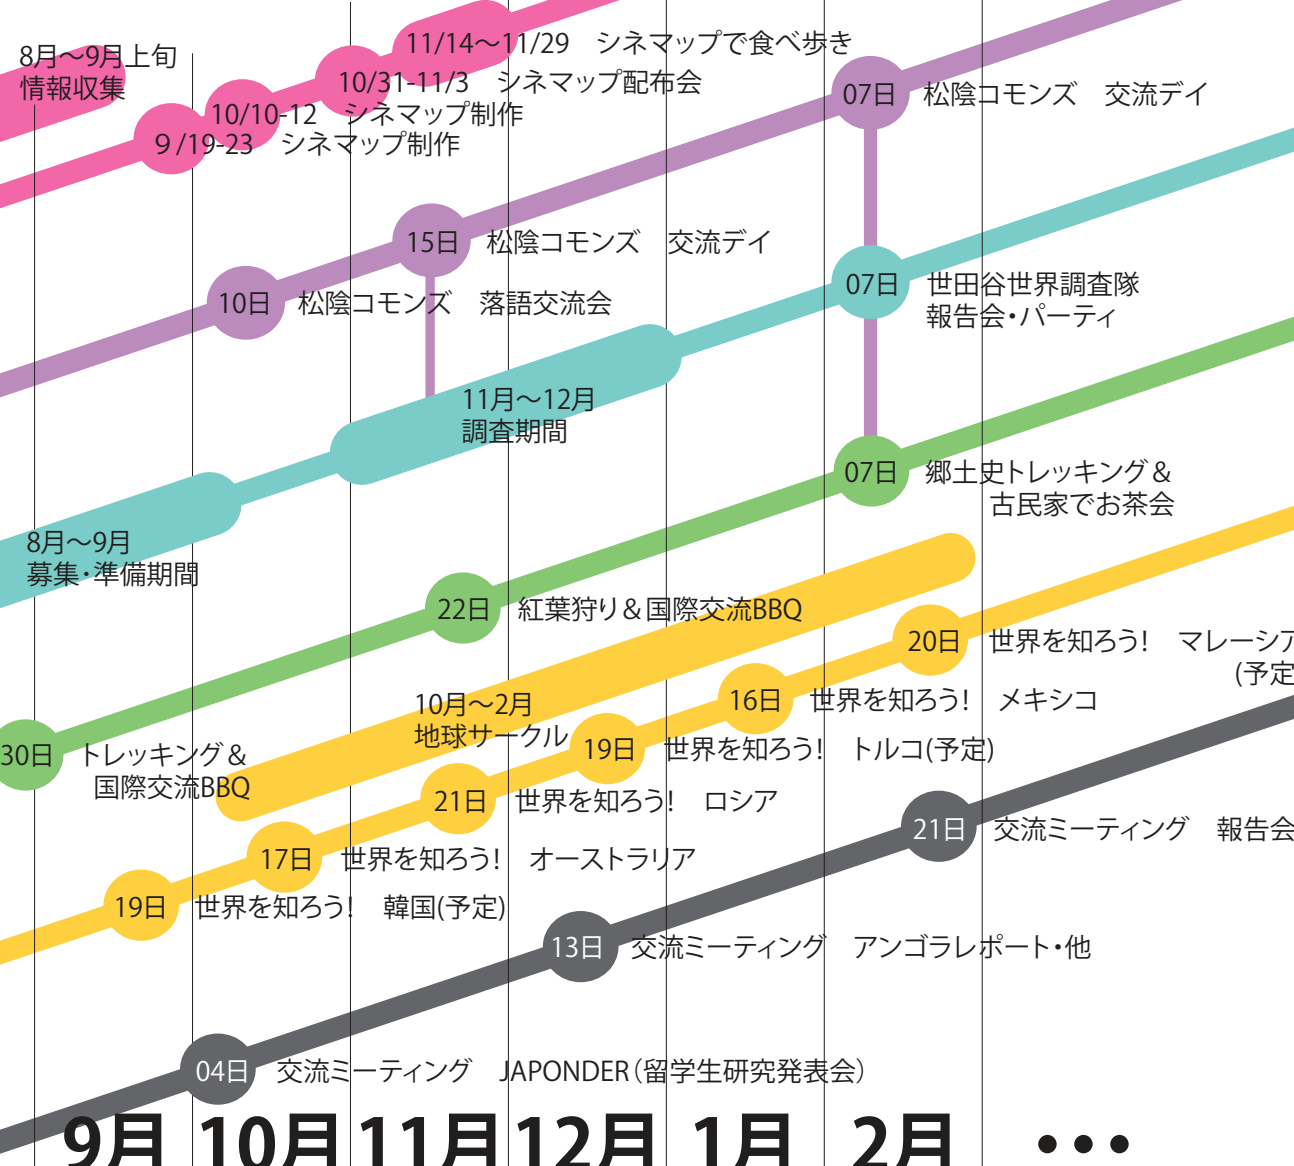 8月～9月上旬
情報収集
11/14～11/29　シネマップで食べ歩き
10/31-11/3　シネマップ配布会
10/10-12　シネマップ制作
9 /19-23　シネマップ制作
07日　松陰コモンズ　交流デイ
15日　松陰コモンズ　交流デイ
10日　松陰コモンズ　落語交流会
07日　世田谷世界調査隊
報告会・パーティ
11月～12月
調査期間
8月～9月
募集・準備期間
07日　郷土史トレッキング＆
古民家でお茶会
22日　紅葉狩り＆国際交流BBQ
30日　トレッキング＆
国際交流BBQ
10月～2月
地球サークル
20日　世界を知ろう！　マレーシア
(予定
16日　世界を知ろう！　メキシコ
19日　世界を知ろう！　トルコ(予定)
21日　世界を知ろう！　ロシア
17日　世界を知ろう！　オーストラリア
19日　世界を知ろう！　韓国(予定)
21日　交流ミーティング　報告会
13日　交流ミーティング　アンゴラレポート・他
04日　交流ミーティング　JAPONDER（留学生研究発表会）
9月 10月 11月 12月 1月 2月 ・・・